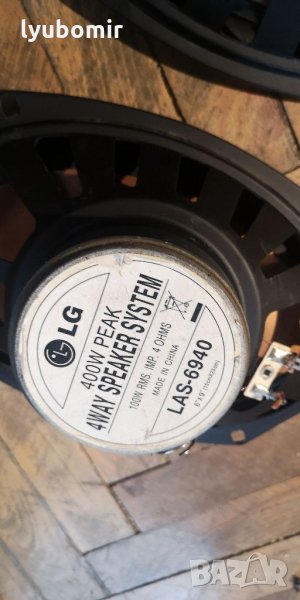 lyubomir
LG
400W PEAK
4WAY SPEAKER SYSTEM
100W RMS. IMP. 4 OHMS
MADE IN CHINA
LAS-6940
BAZAR